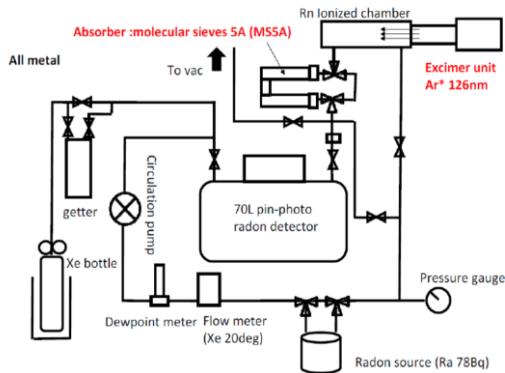 Rn Ionized chamber
Absorber :molecular sieves 5A (MS5A)
All metal
To vac
Excimer unit
Ar* 126nm
Circulation pump
getter
70L pin-photo
radon detector
Xe bottle
Pressure gauge
Dewpoint meter
Flow meter
(Xe 20deg)
Radon source (Ra 78Bq)